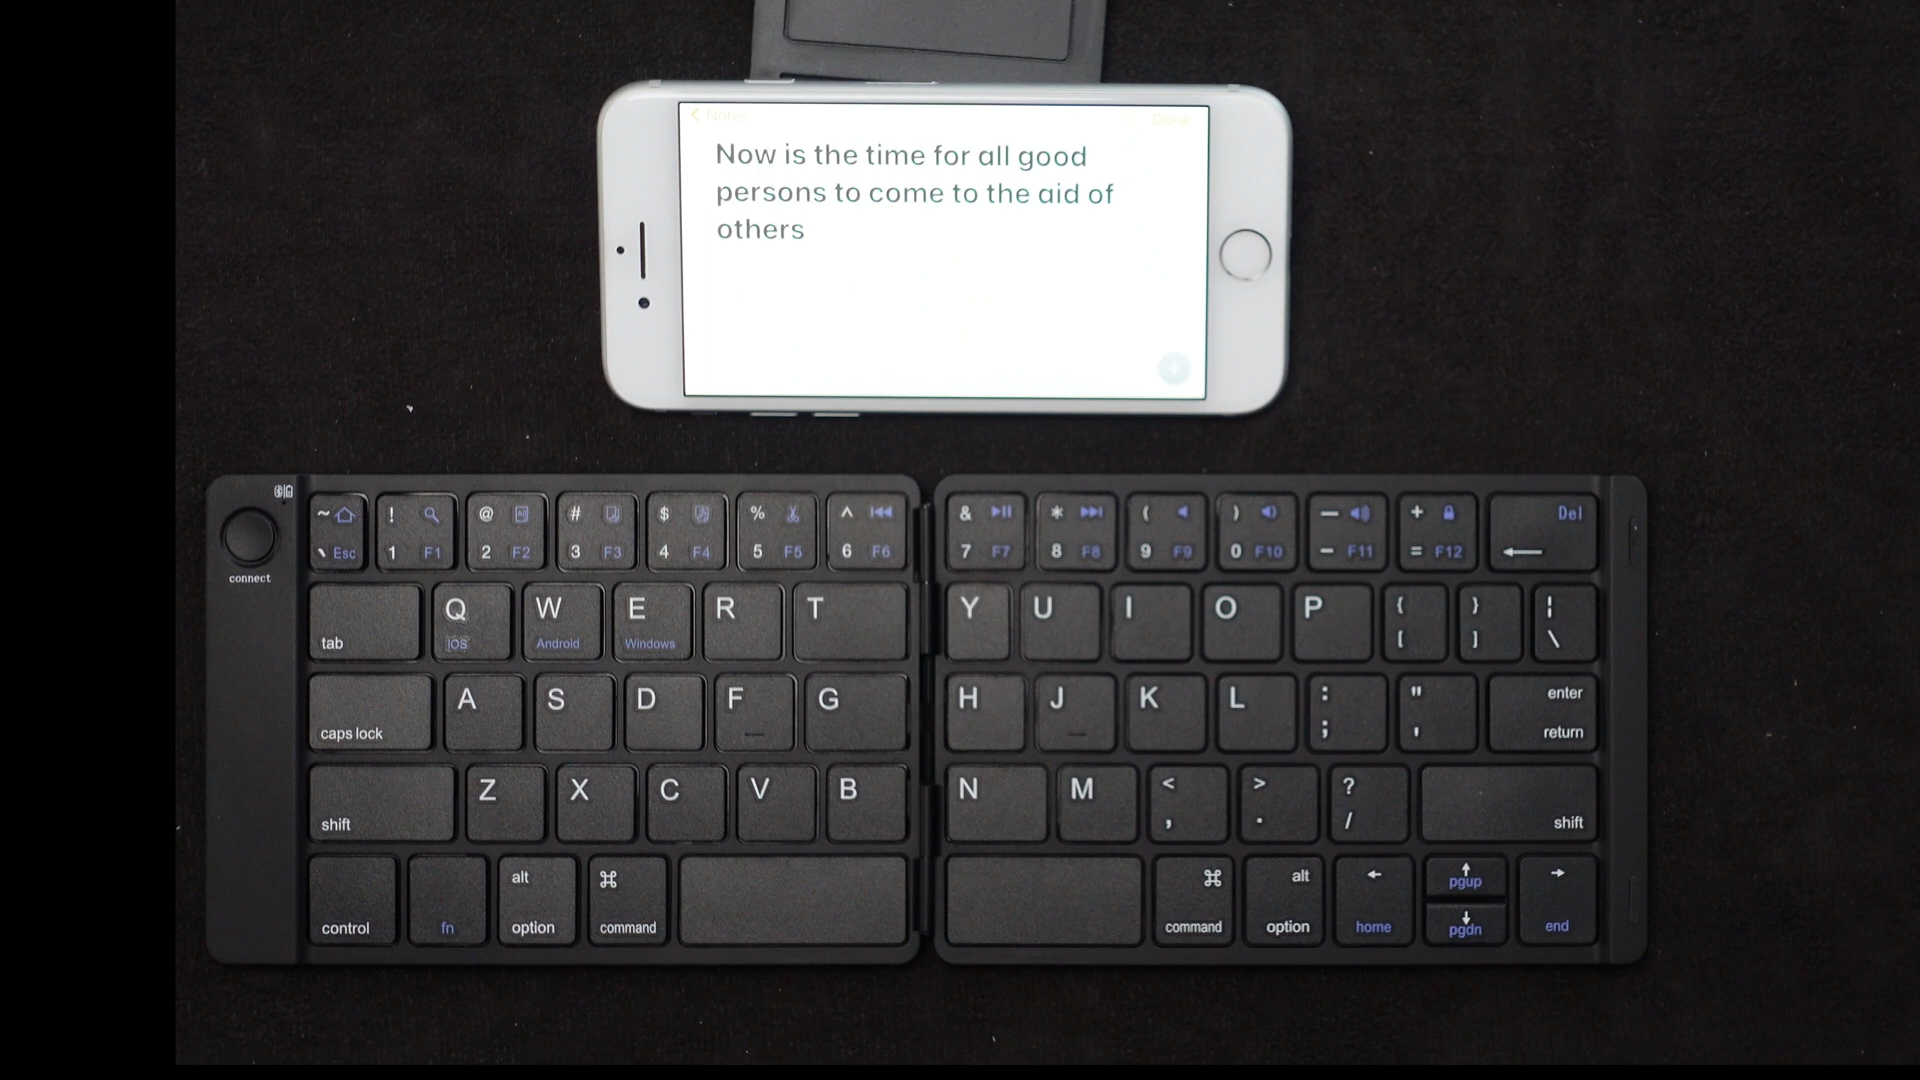 Notes Done
Now is the time for all good
persons to come to the aid of
others
connect
~ ! @ # $ % ^ & * ( ) — + Del
` Esc 1 F1 2 F2 3 F3 4 F4 5 F5 6 F6 7 F7 8 F8 9 F9 0 F10 - F11 = F12
tab Q W E R T Y U I O P { [ } ] ¦ \
iOS Android Windows
caps lock A S D F G H J K L : ; " ' enter return
shift Z X C V B N M < , > . ? / shift
control fn alt option ⌘ command ⌘ command alt option ← home ↑ pgup ↓ pgdn → end